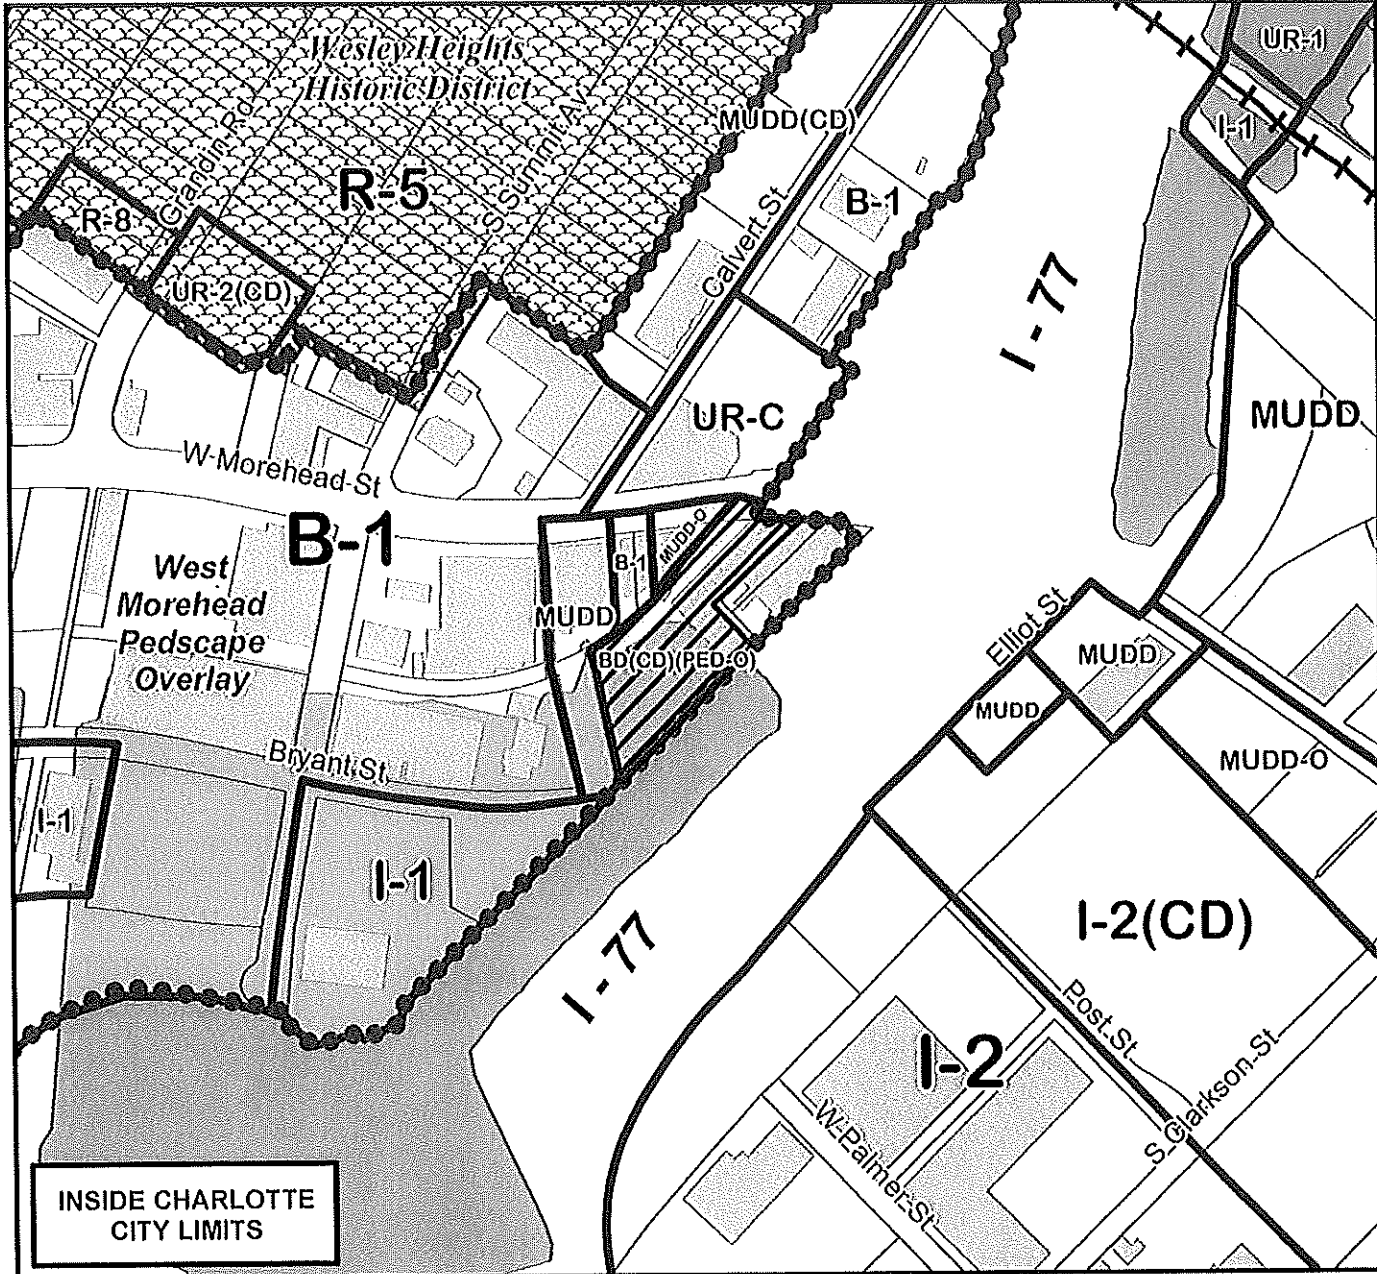 Wesley Heights
Historic District
UR-1
I-1
MUDD(CD)
Grandin Rd
S Summit Av
R-5
R-8
UR-2(CD)
B-1
Calvert St
I - 77
MUDD
UR-C
W Morehead St
B-1
West
Morehead
Pedscape
Overlay
MUDD
B-1
MUDD-O
BD(CD)(PED-O)
Elliot St
MUDD
MUDD
MUDD-O
Bryant St
I-1
I-1
I - 77
I-2(CD)
Post St
S Clarkson St
I-2
W Palmer St
INSIDE CHARLOTTE
CITY LIMITS